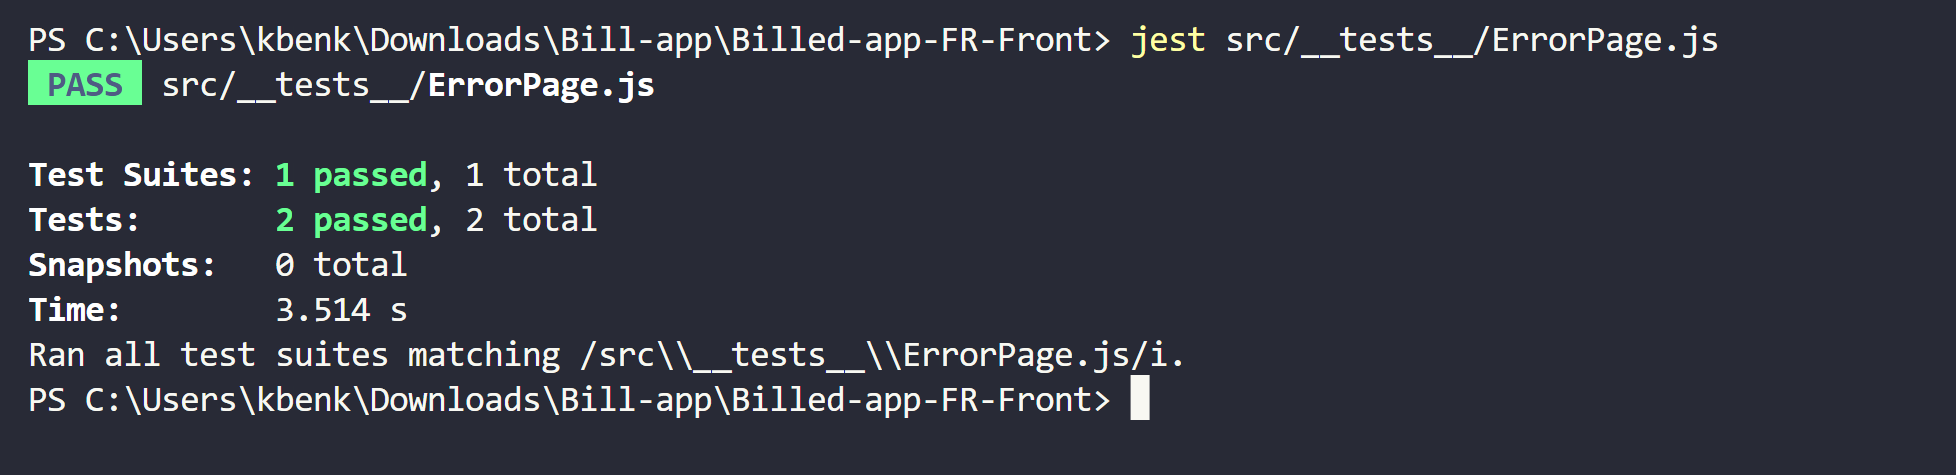 PS C:\Users\kbenk\Downloads\Bill-app\Billed-app-FR-Front> jest src/__tests__/ErrorPage.js
PASS src/__tests__/ErrorPage.js
Test Suites: 1 passed, 1 total
Tests: 2 passed, 2 total
Snapshots: 0 total
Time: 3.514 s
Ran all test suites matching /src\\__tests__\\ErrorPage.js/i.
PS C:\Users\kbenk\Downloads\Bill-app\Billed-app-FR-Front>